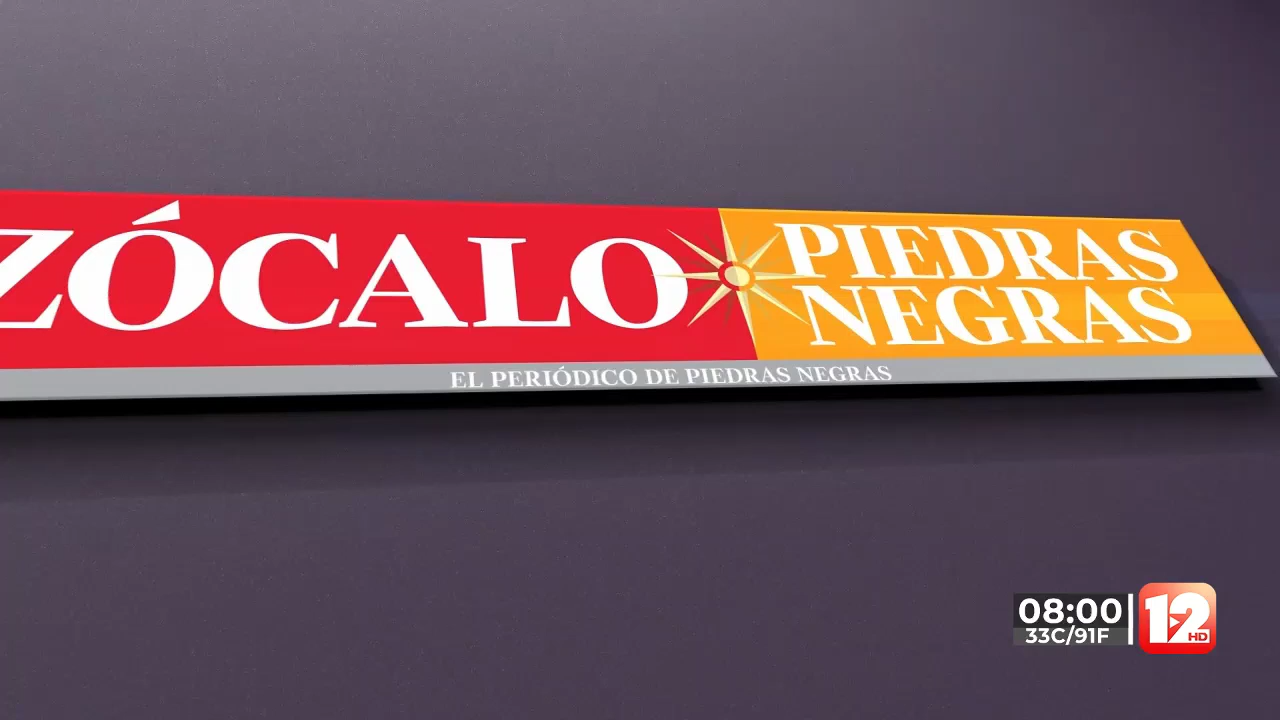 ZÓCALO
PIEDRAS
NEGRAS
EL PERIÓDICO DE PIEDRAS NEGRAS
08:00
33C/91F
12
HD